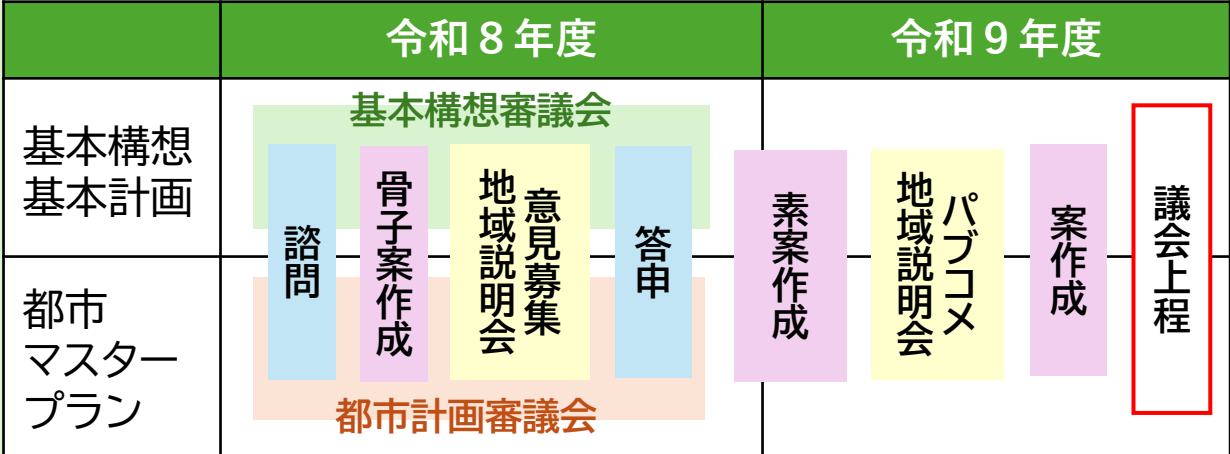 令和８年度
令和９年度
基本構想
基本計画
基本構想審議会
諮問
骨子案作成
意見募集
地域説明会
答申
素案作成
パブコメ
地域説明会
案作成
議会上程
都市
マスター
プラン
都市計画審議会